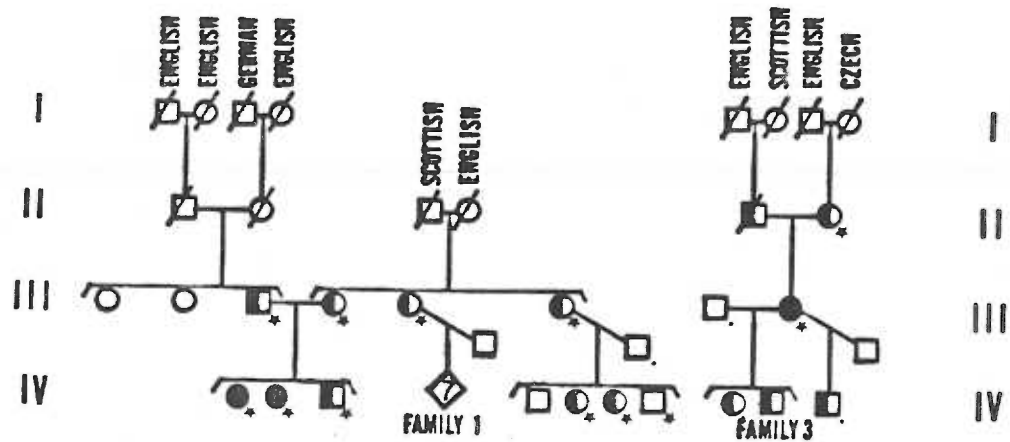 ENGLISH
ENGLISH
GERMAN
ENGLISH
ENGLISH
SCOTTISH
ENGLISH
CZECH
I
I
SCOTTISH
ENGLISH
II
II
III
III
IV
7
IV
FAMILY 1
FAMILY 3